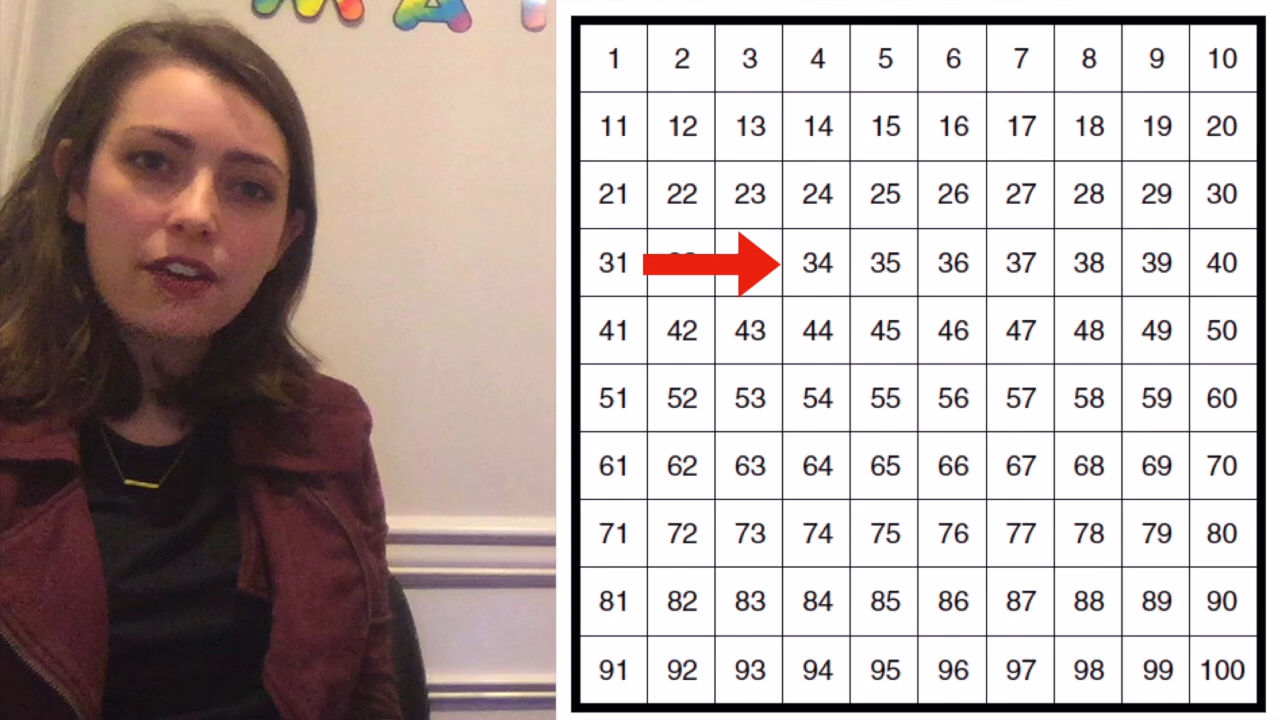 MA
1 2 3 4 5 6 7 8 9 10
11 12 13 14 15 16 17 18 19 20
21 22 23 24 25 26 27 28 29 30
31 34 35 36 37 38 39 40
41 42 43 44 45 46 47 48 49 50
51 52 53 54 55 56 57 58 59 60
61 62 63 64 65 66 67 68 69 70
71 72 73 74 75 76 77 78 79 80
81 82 83 84 85 86 87 88 89 90
91 92 93 94 95 96 97 98 99 100